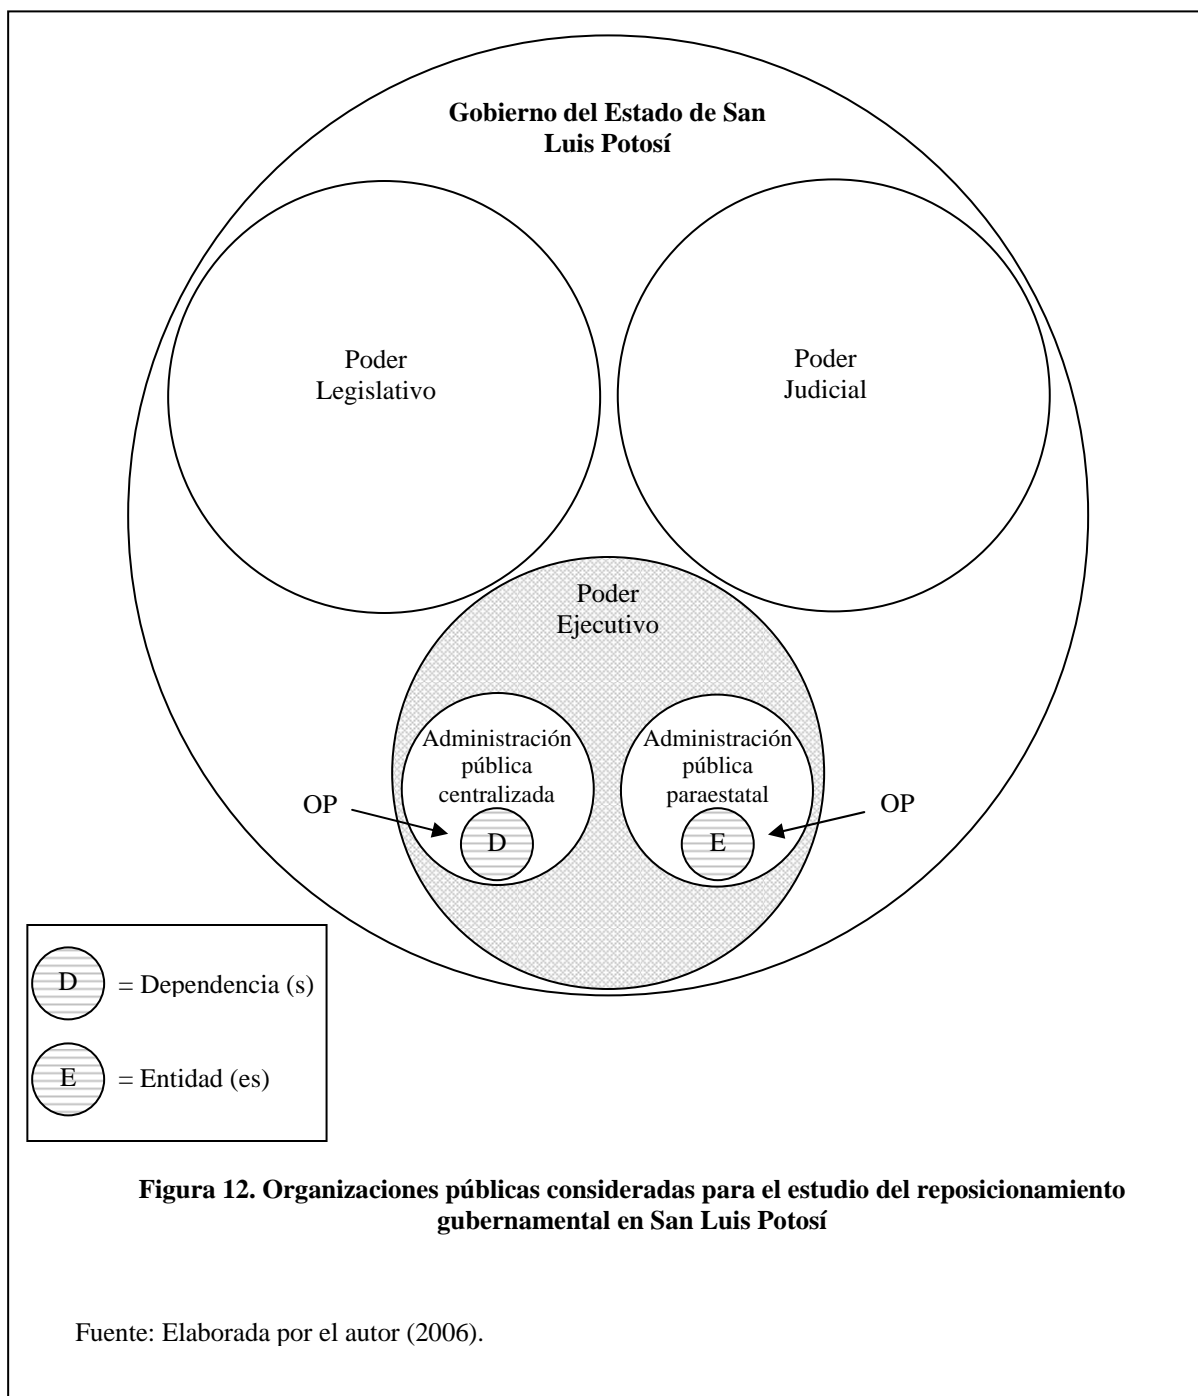 Gobierno del Estado de San
Luis Potosí
Poder
Legislativo
Poder
Judicial
Poder
Ejecutivo
Administración
pública
centralizada
Administración
pública
paraestatal
OP
D
E
OP
D
= Dependencia (s)
E
= Entidad (es)
Figura 12. Organizaciones públicas consideradas para el estudio del reposicionamiento
gubernamental en San Luis Potosí
Fuente: Elaborada por el autor (2006).